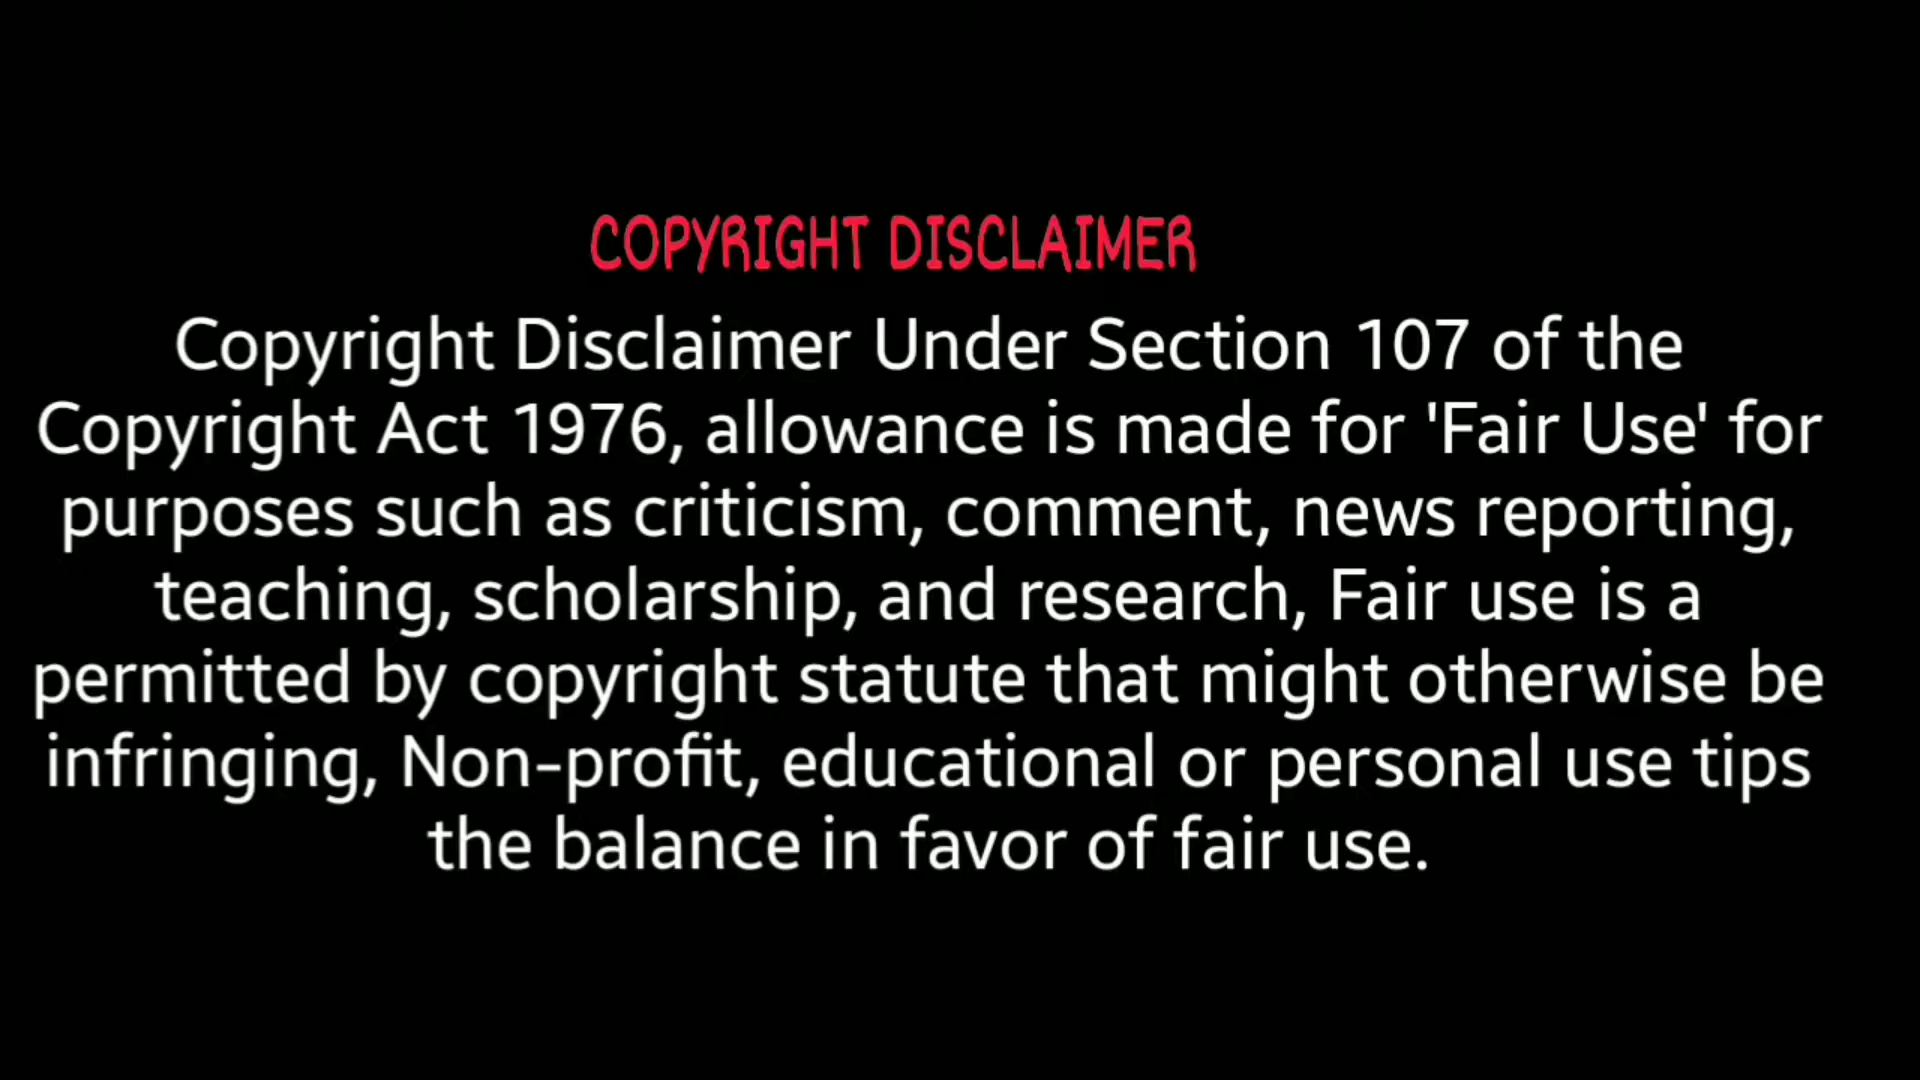 COPYRIGHT DISCLAIMER
Copyright Disclaimer Under Section 107 of the
Copyright Act 1976, allowance is made for 'Fair Use' for
purposes such as criticism, comment, news reporting,
teaching, scholarship, and research, Fair use is a
permitted by copyright statute that might otherwise be
infringing, Non-profit, educational or personal use tips
the balance in favor of fair use.